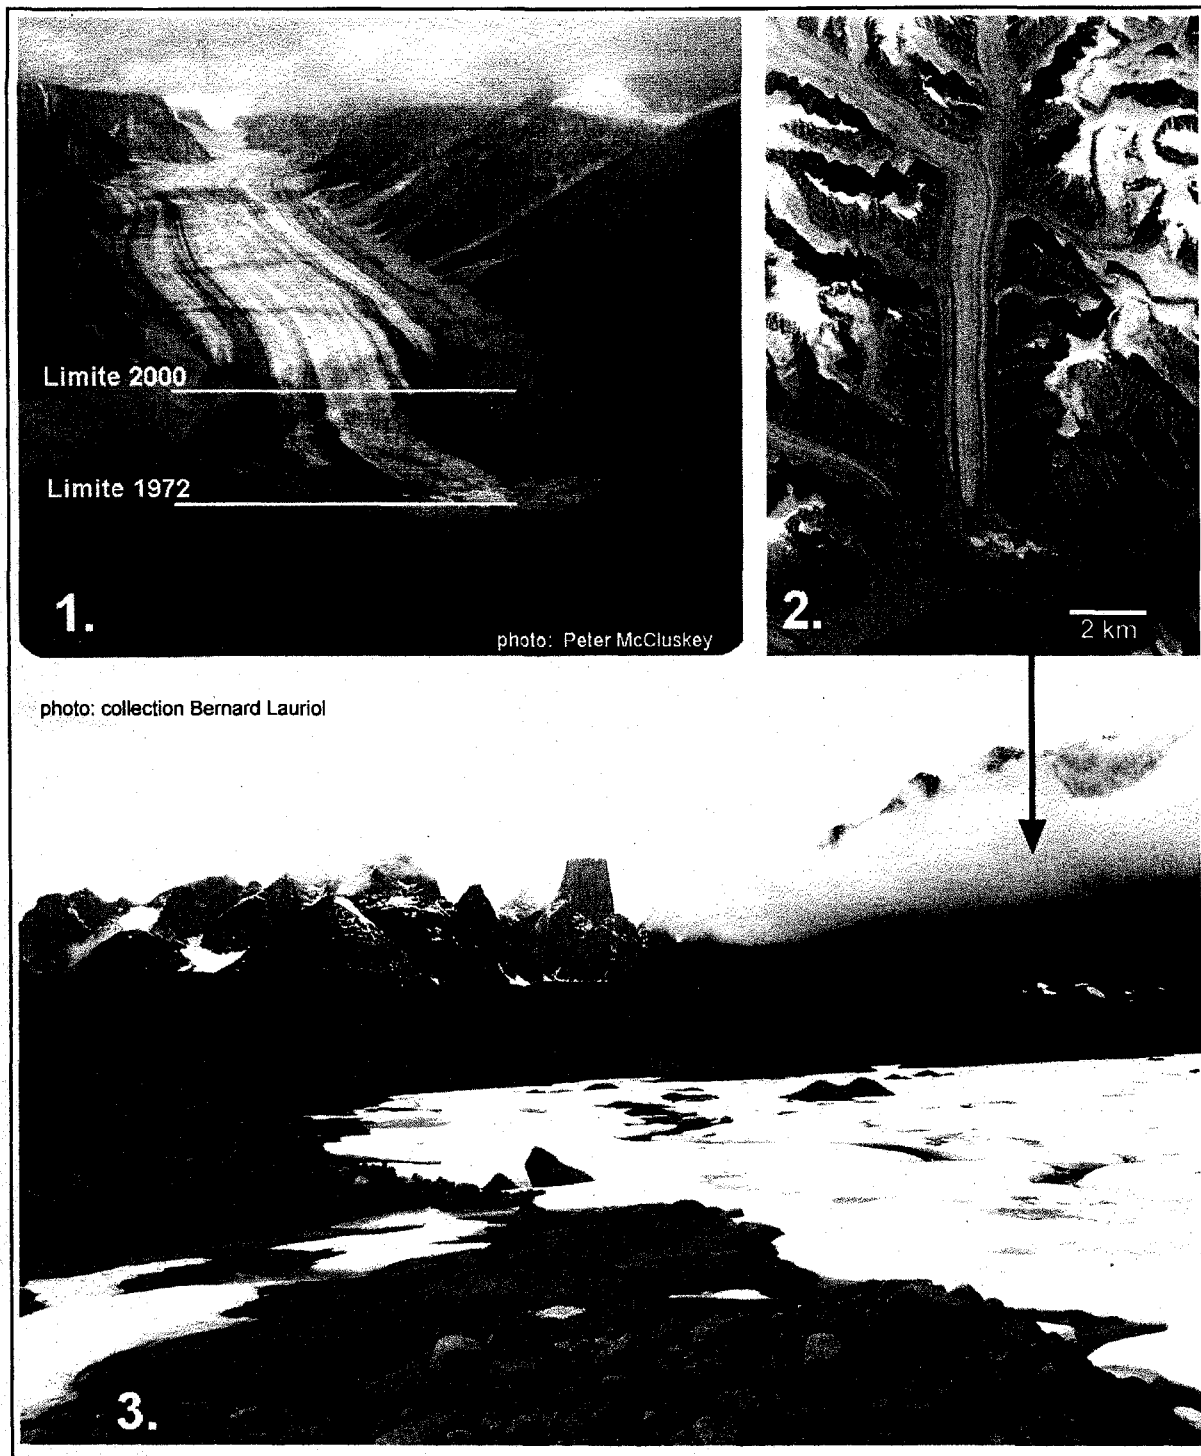 Limite 2000
Limite 1972
1.
photo: Peter McCluskey
2.
2 km
photo: collection Bernard Lauriol
3.